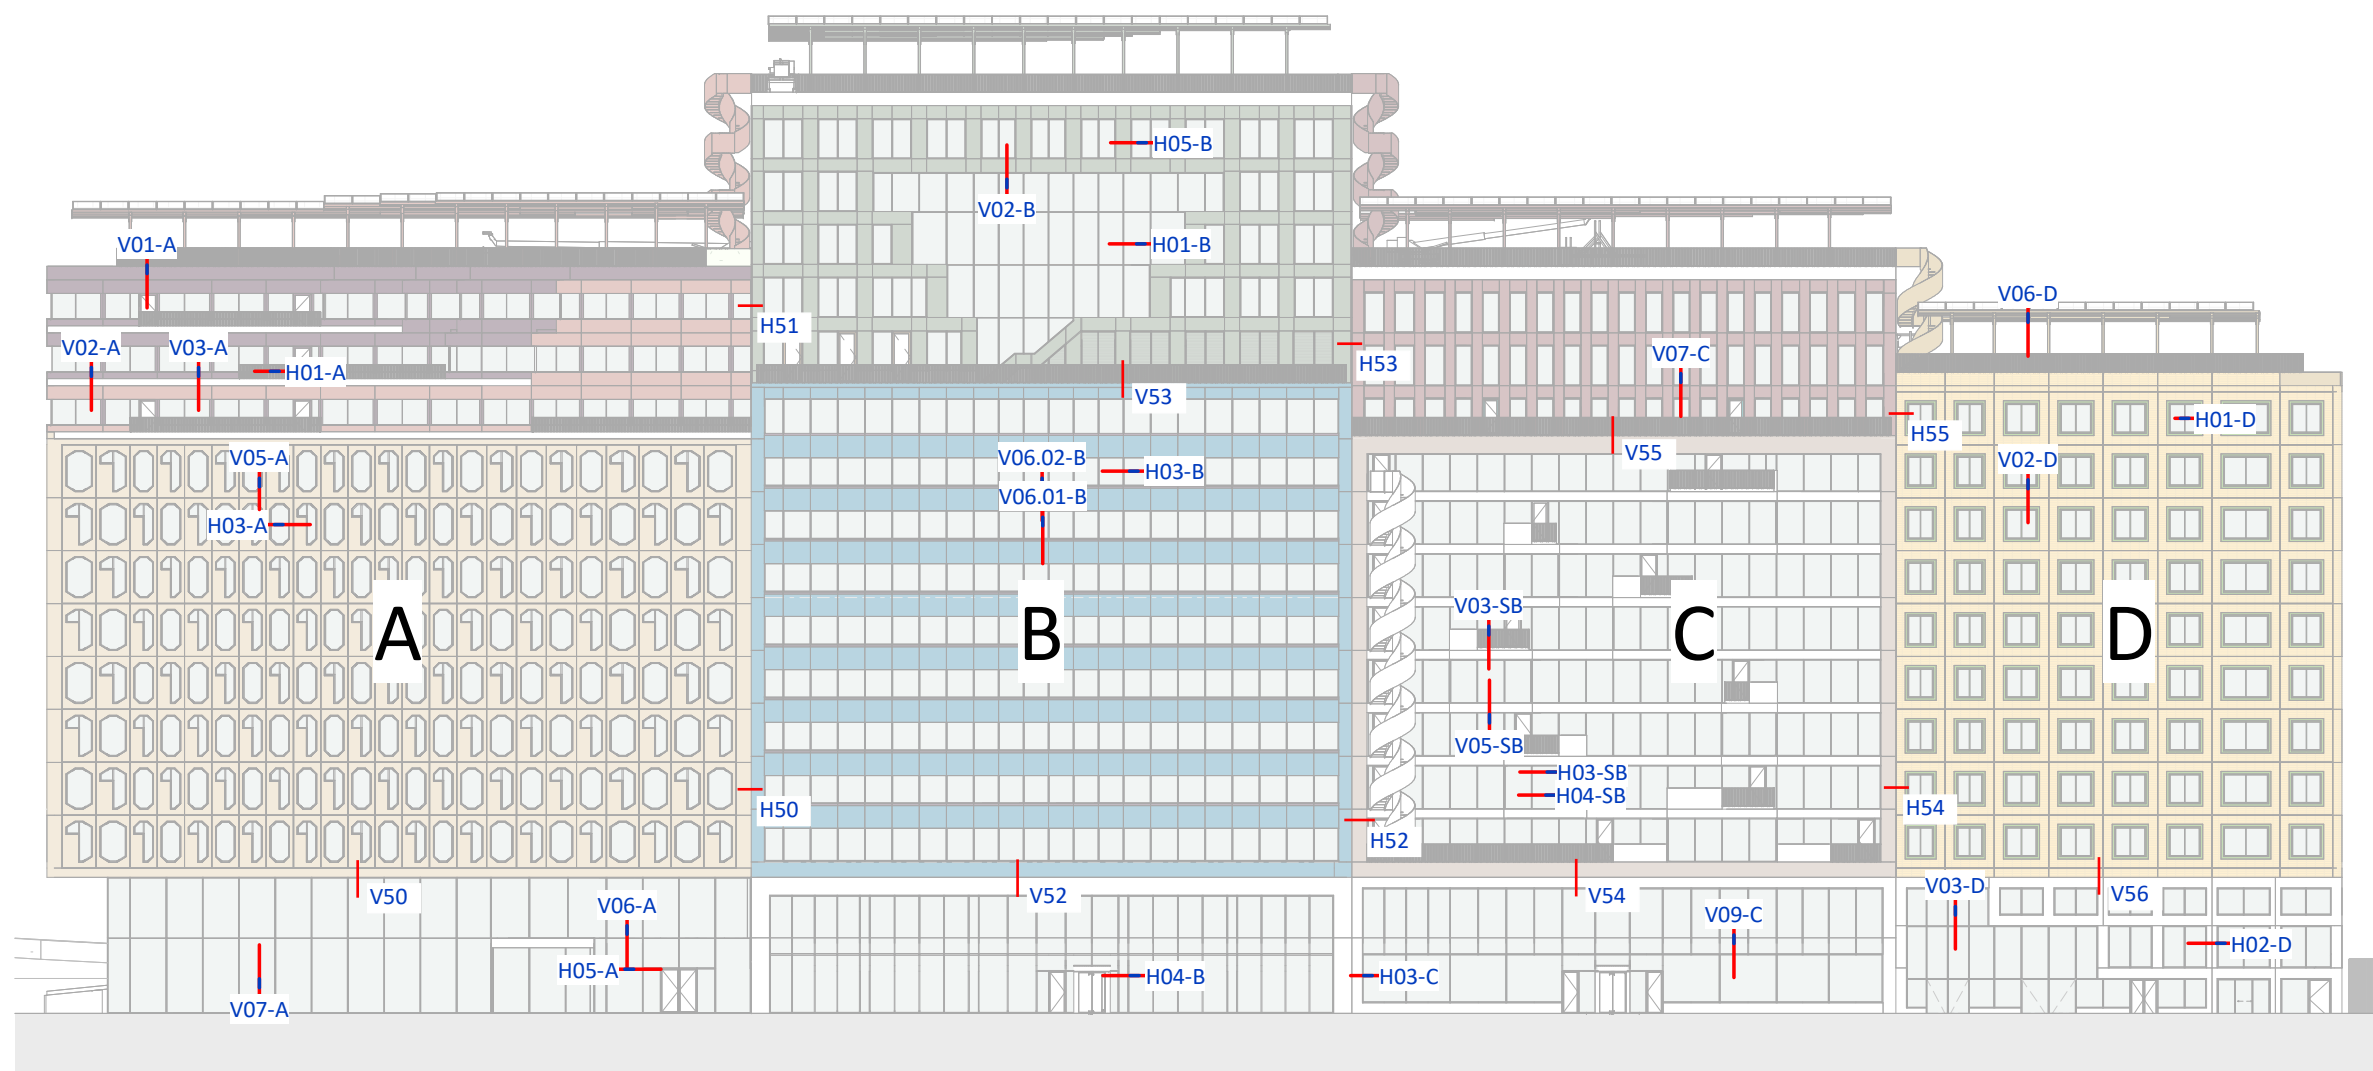 H05-B
V02-B
V01-A
H01-B
V06-D
H51
V02-A
V03-A
H01-A
H53
V07-C
V53
H01-D
H55
V55
V05-A
V06.02-B
H03-B
V02-D
V06.01-B
H03-A
A
B
C
D
V03-SB
V05-SB
H03-SB
H04-SB
H50
H54
H52
V50
V52
V54
V03-D
V56
V06-A
V09-C
H02-D
H05-A
H04-B
H03-C
V07-A